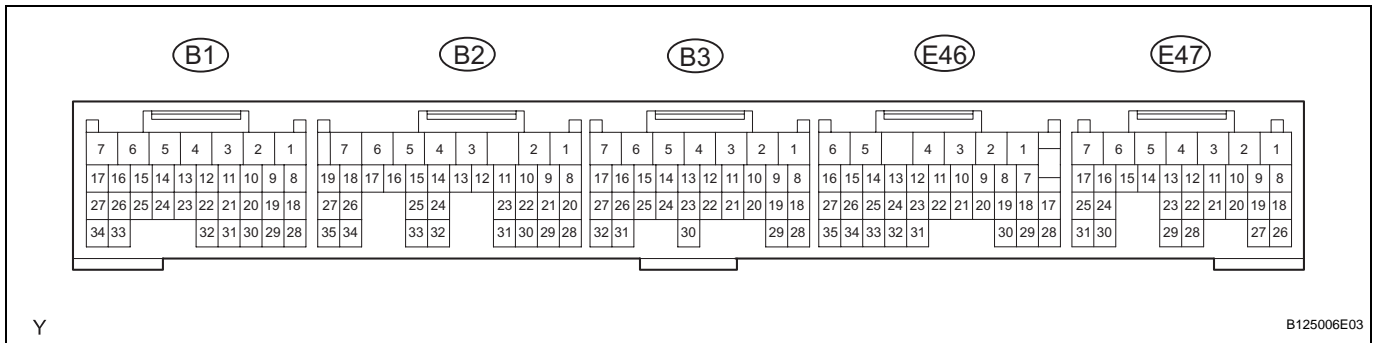 B1 B2 B3 E46 E47
7 6 5 4 3 2 1 7 6 5 4 3 2 1 7 6 5 4 3 2 1 6 5 4 3 2 1 7 6 5 4 3 2 1
17 16 15 14 13 12 11 10 9 8 19 18 17 16 15 14 13 12 11 10 9 8 17 16 15 14 13 12 11 10 9 8 16 15 14 13 12 11 10 9 8 7 17 16 15 14 13 12 11 10 9 8
27 26 25 24 23 22 21 20 19 18 27 26 25 24 23 22 21 20 27 26 25 24 23 22 21 20 19 18 27 26 25 24 23 22 21 20 19 18 17 25 24 23 22 21 20 19 18
34 33 32 31 30 29 28 35 34 33 32 31 30 29 28 32 31 30 29 28 35 34 33 32 31 30 29 28 31 30 29 28 27 26
Y B125006E03